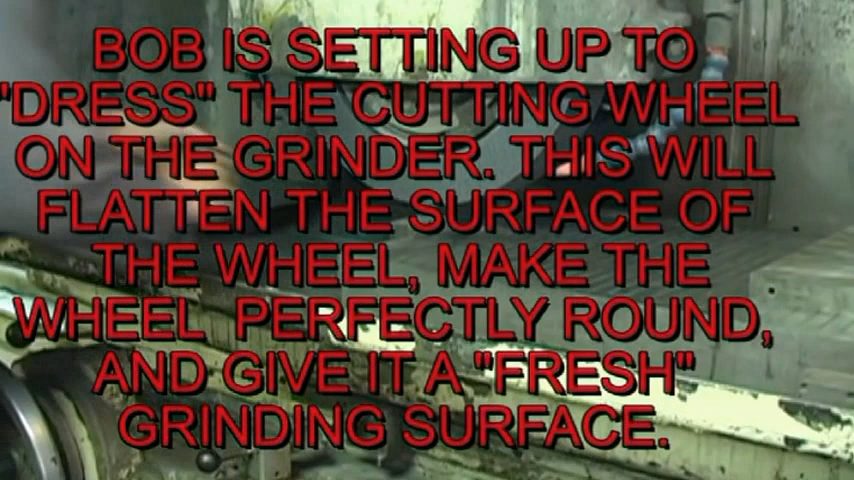 BOB IS SETTING UP TO
"DRESS" THE CUTTING WHEEL
ON THE GRINDER. THIS WILL
FLATTEN THE SURFACE OF
THE WHEEL, MAKE THE
WHEEL  PERFECTLY ROUND,
AND GIVE IT A "FRESH"
GRINDING SURFACE.